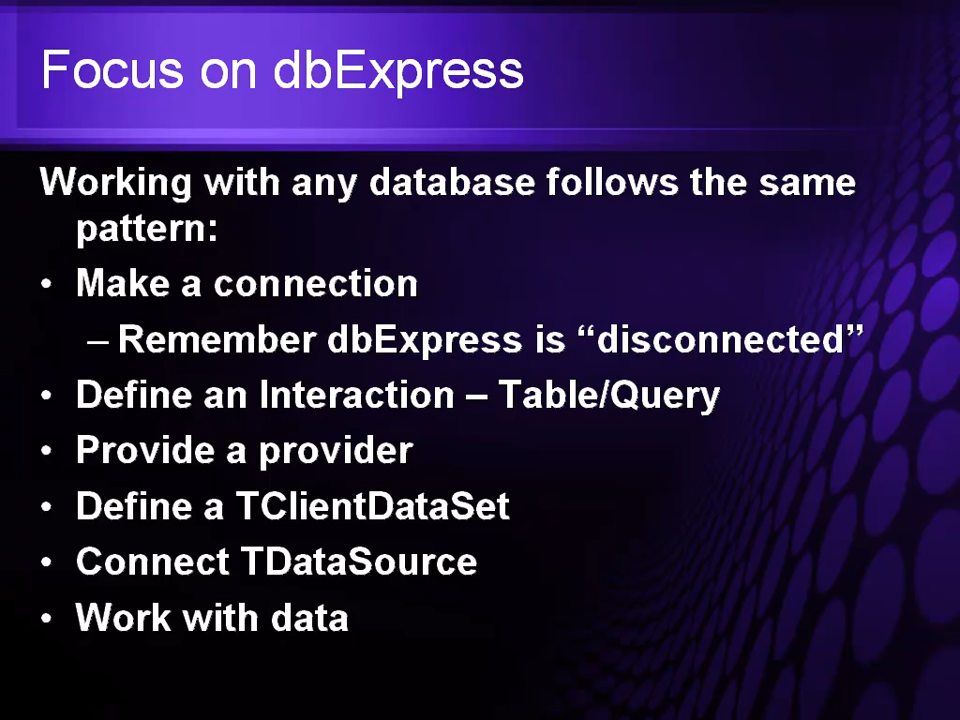 Focus on dbExpress
Working with any database follows the same
pattern:
• Make a connection
– Remember dbExpress is “disconnected”
• Define an Interaction – Table/Query
• Provide a provider
• Define a TClientDataSet
• Connect TDataSource
• Work with data